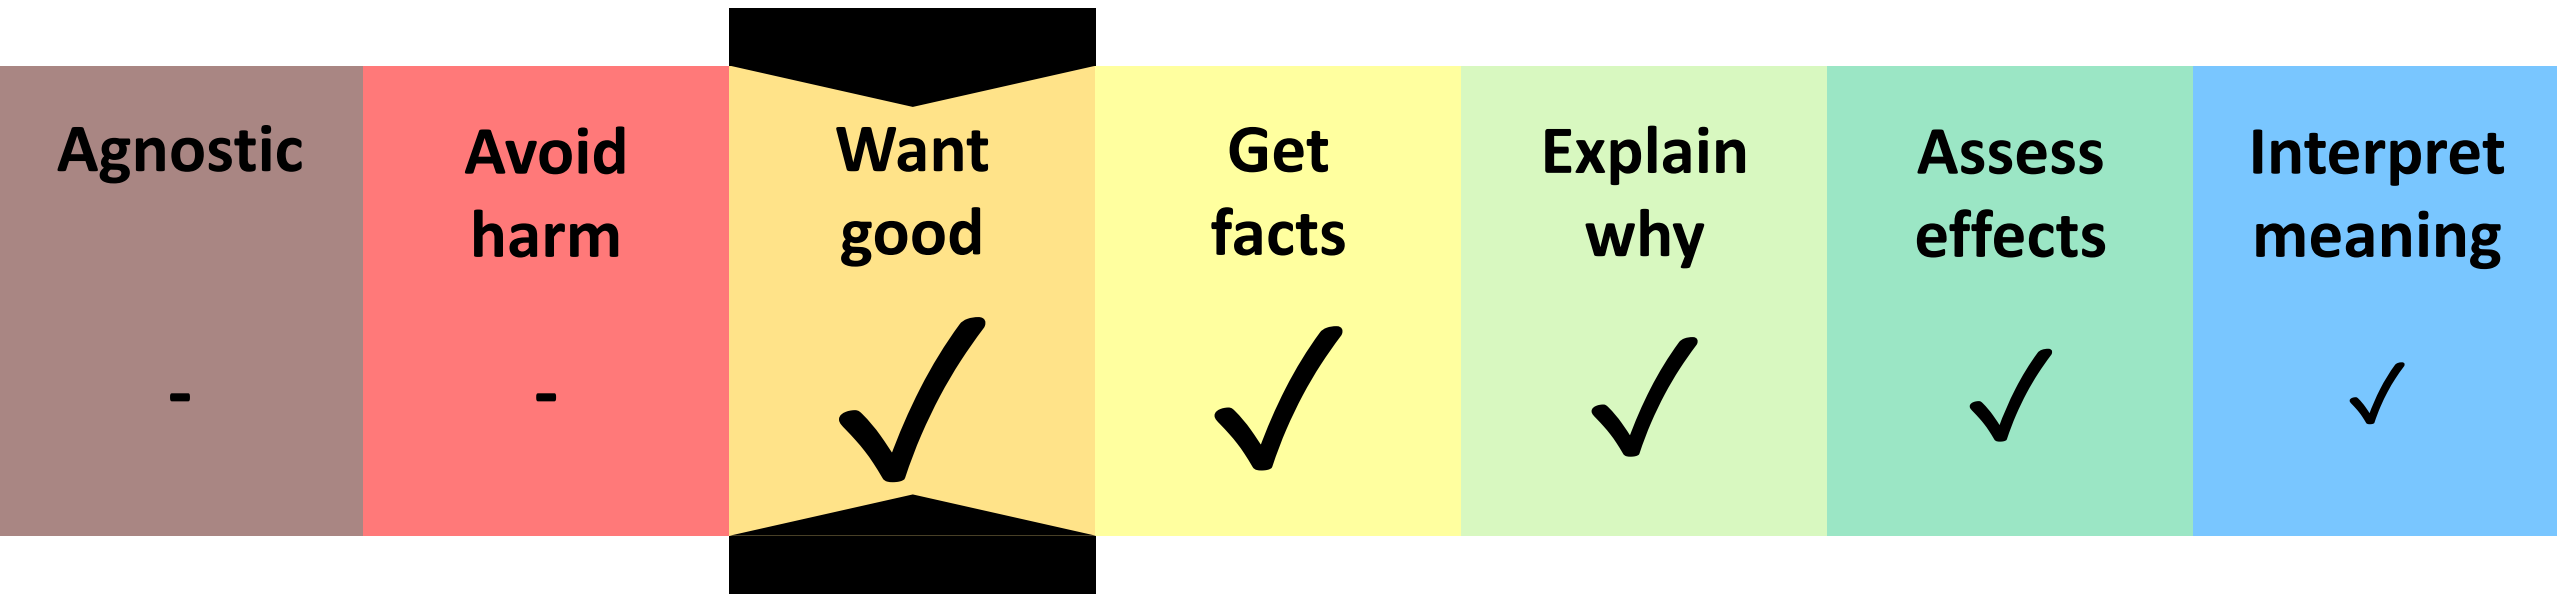 Agnostic
Avoid
harm
Want
good
Get
facts
Explain
why
Assess
effects
Interpret
meaning
-
-
✓
✓
✓
✓
✓